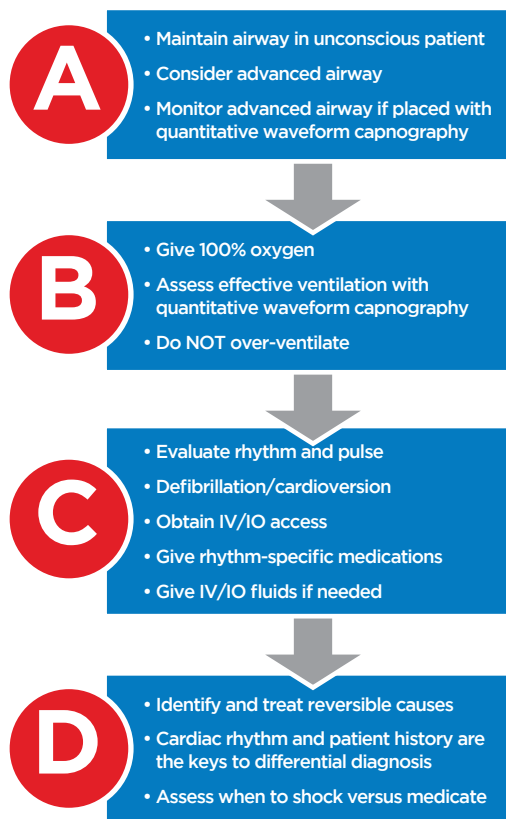 A
• Maintain airway in unconscious patient
• Consider advanced airway
• Monitor advanced airway if placed with
quantitative waveform capnography
B
• Give 100% oxygen
• Assess effective ventilation with
quantitative waveform capnography
• Do NOT over-ventilate
C
• Evaluate rhythm and pulse
• Defibrillation/cardioversion
• Obtain IV/IO access
• Give rhythm-specific medications
• Give IV/IO fluids if needed
D
• Identify and treat reversible causes
• Cardiac rhythm and patient history are
the keys to differential diagnosis
• Assess when to shock versus medicate